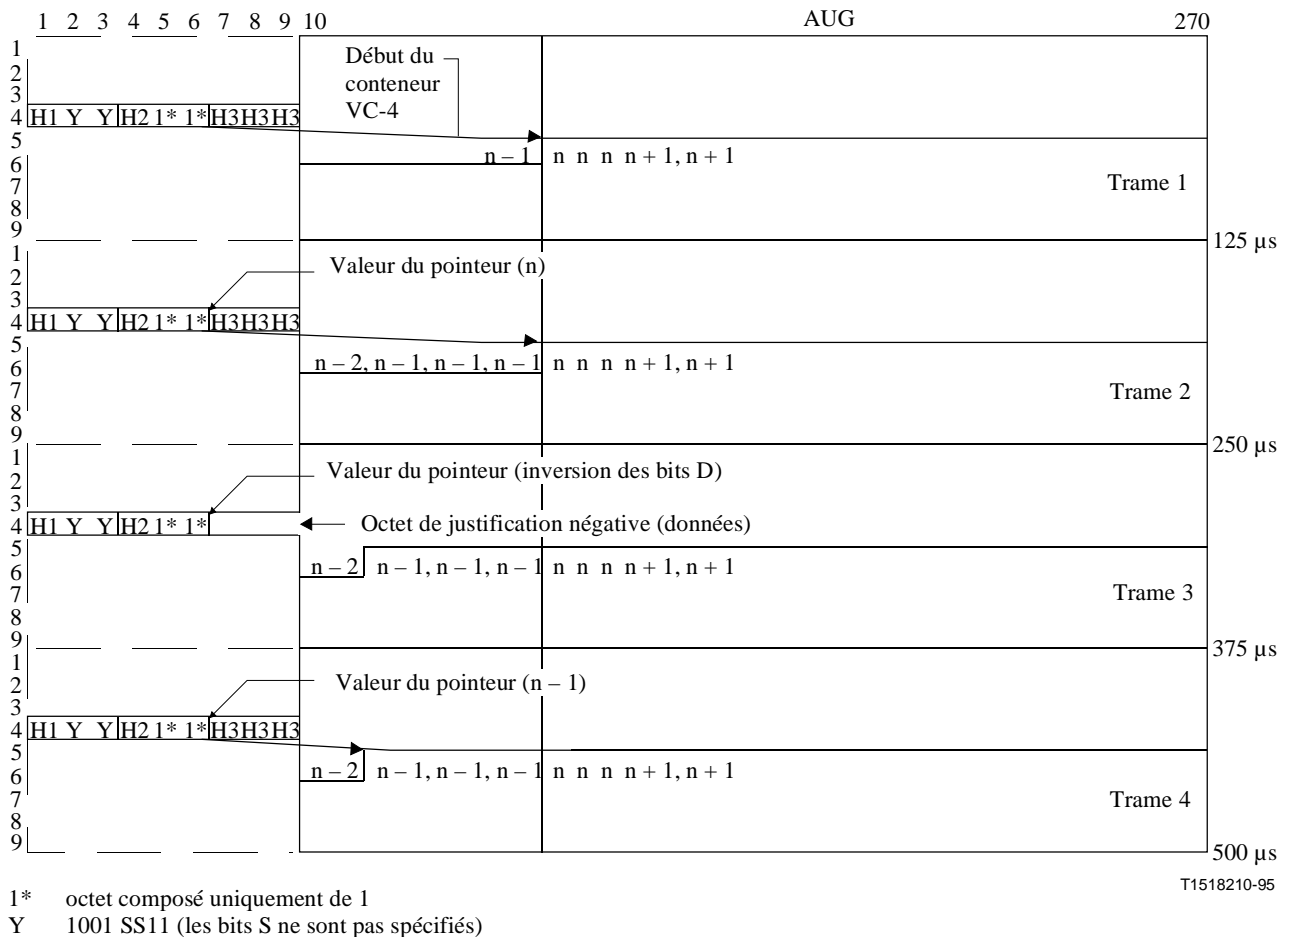 1 2 3 4 5 6 7 8 9 10 AUG 270
1
2
3
4 H1 Y Y H2 1* 1* H3 H3 H3
5
6
7
8
9
Début du
conteneur
VC-4
n – 1 n n n n + 1, n + 1
Trame 1
125 µs
1
2
3
4 H1 Y Y H2 1* 1* H3 H3 H3
5
6
7
8
9
Valeur du pointeur (n)
n – 2, n – 1, n – 1, n – 1 n n n n + 1, n + 1
Trame 2
250 µs
1
2
3
4 H1 Y Y H2 1* 1*
5
6
7
8
9
Valeur du pointeur (inversion des bits D)
Octet de justification négative (données)
n – 2 n – 1, n – 1, n – 1 n n n n + 1, n + 1
Trame 3
375 µs
1
2
3
4 H1 Y Y H2 1* 1* H3 H3 H3
5
6
7
8
9
Valeur du pointeur (n – 1)
n – 2 n – 1, n – 1, n – 1 n n n n + 1, n + 1
Trame 4
500 µs
T1518210-95
1* octet composé uniquement de 1
Y 1001 SS11 (les bits S ne sont pas spécifiés)